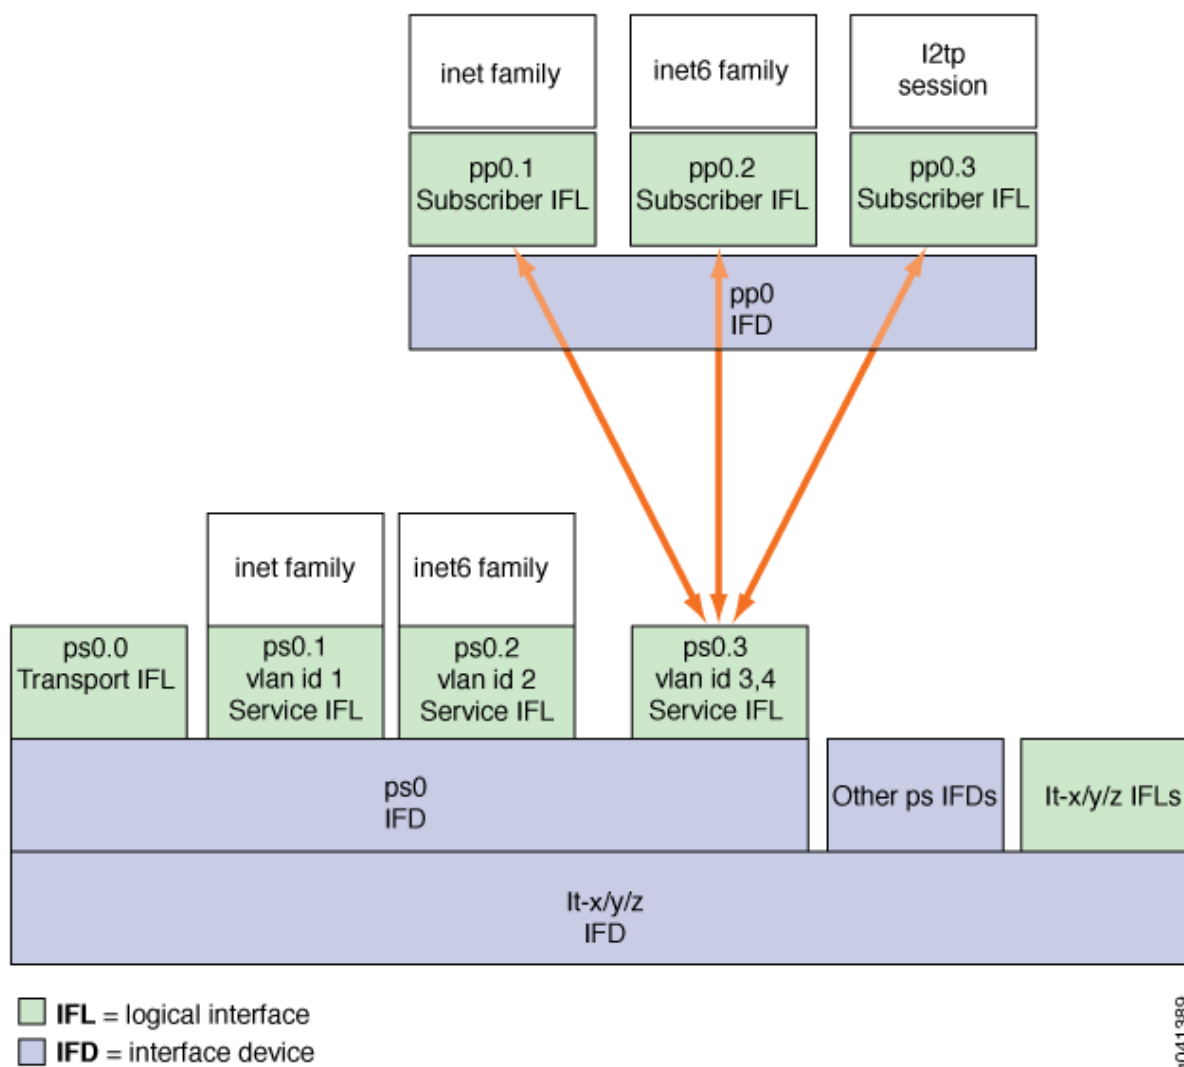 inet family
inet6 family
l2tp
session
pp0.1
Subscriber IFL
pp0.2
Subscriber IFL
pp0.3
Subscriber IFL
pp0
IFD
inet family
inet6 family
ps0.0
Transport IFL
ps0.1
vlan id 1
Service IFL
ps0.2
vlan id 2
Service IFL
ps0.3
vlan id 3,4
Service IFL
ps0
IFD
Other ps IFDs
lt-x/y/z IFLs
lt-x/y/z
IFD
IFL = logical interface
IFD = interface device